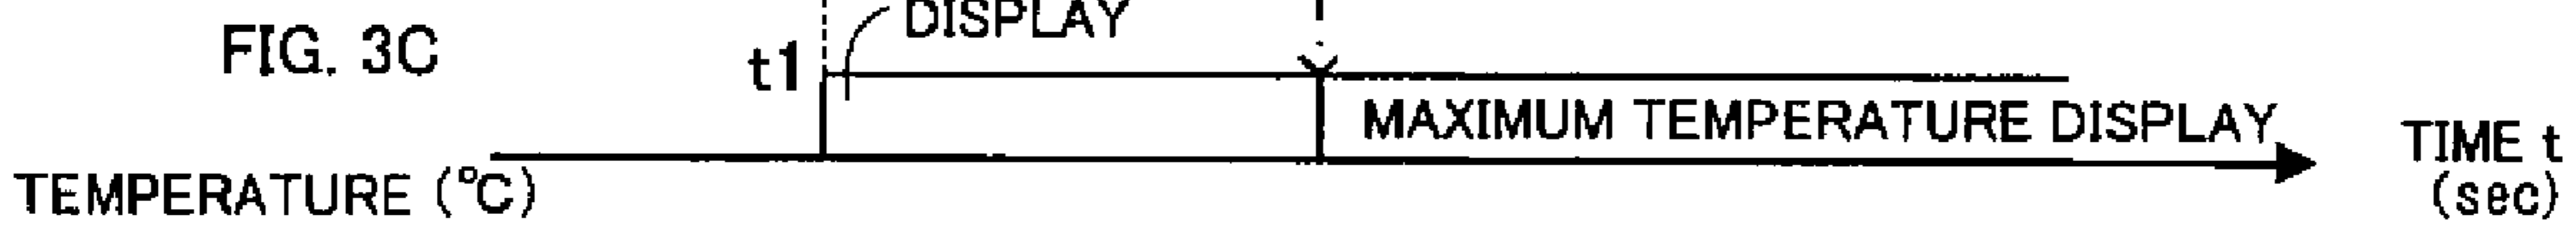 DISPLAY
FIG. 3C
t1
MAXIMUM TEMPERATURE DISPLAY
TIME t
(sec)
TEMPERATURE (°C)